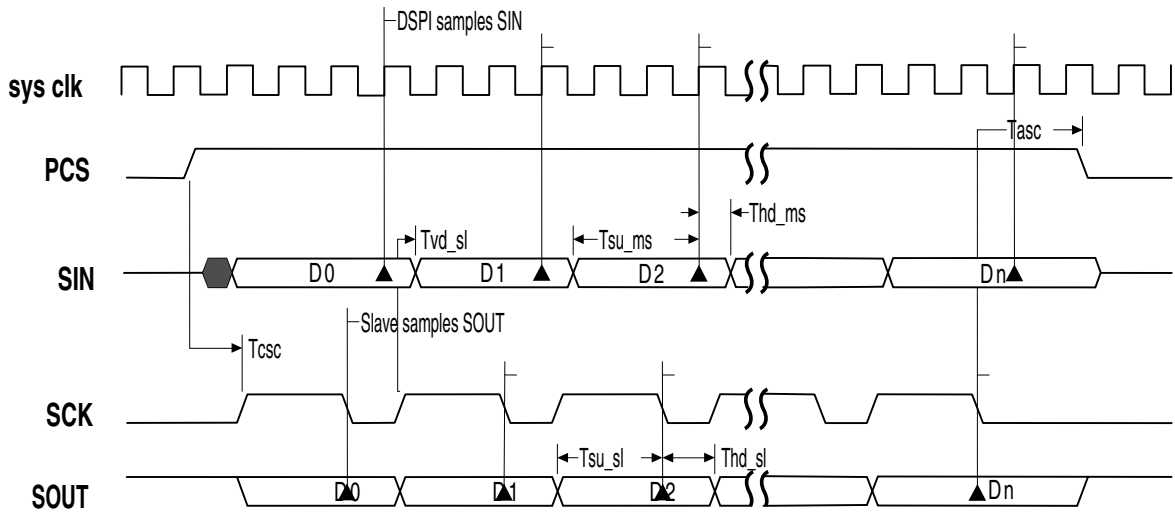 DSPI samples SIN
sys clk
Tasc
PCS
Thd_ms
Tvd_sl
Tsu_ms
SIN
D0
D1
D2
Dn
Slave samples SOUT
Tcsc
SCK
Tsu_sl
Thd_sl
SOUT
D0
D1
D2
Dn